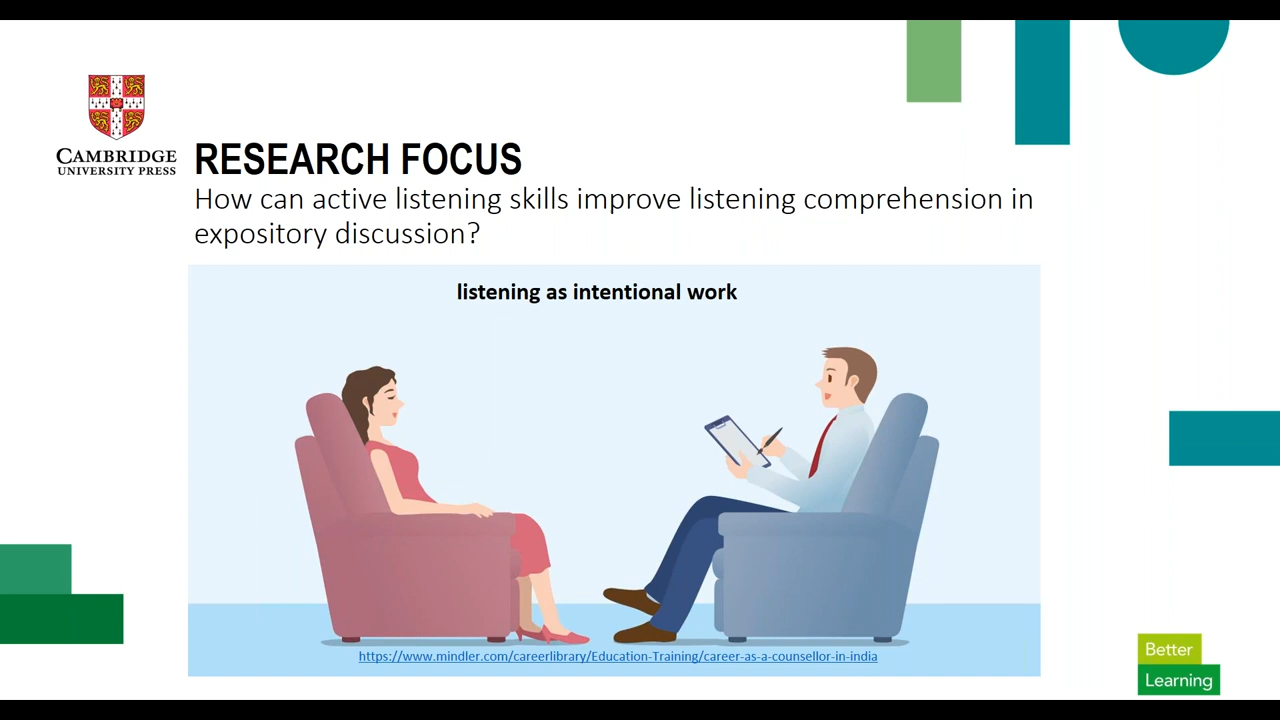 CAMBRIDGE
UNIVERSITY PRESS
RESEARCH FOCUS
How can active listening skills improve listening comprehension in
expository discussion?
listening as intentional work
https://www.mindler.com/careerlibrary/Education-Training/career-as-a-counsellor-in-india
Better
Learning